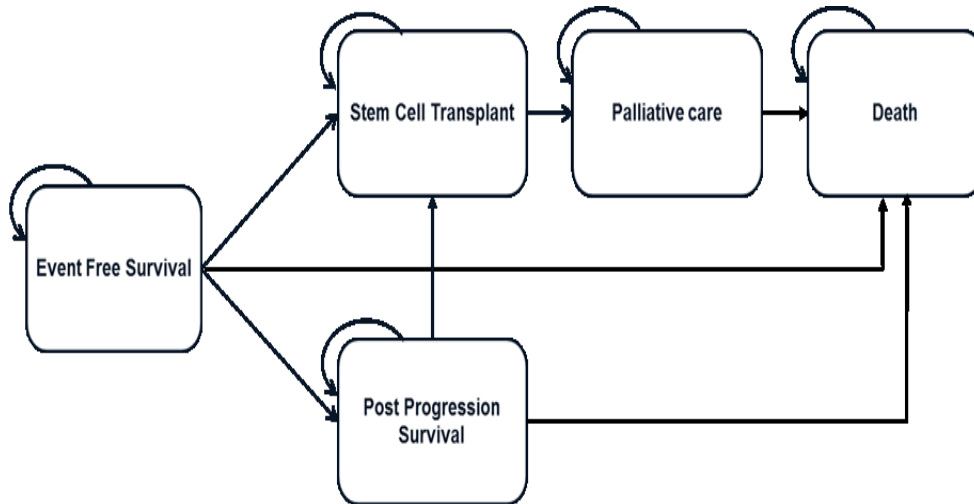 Stem Cell Transplant
Palliative care
Death
Event Free Survival
Post Progression
Survival